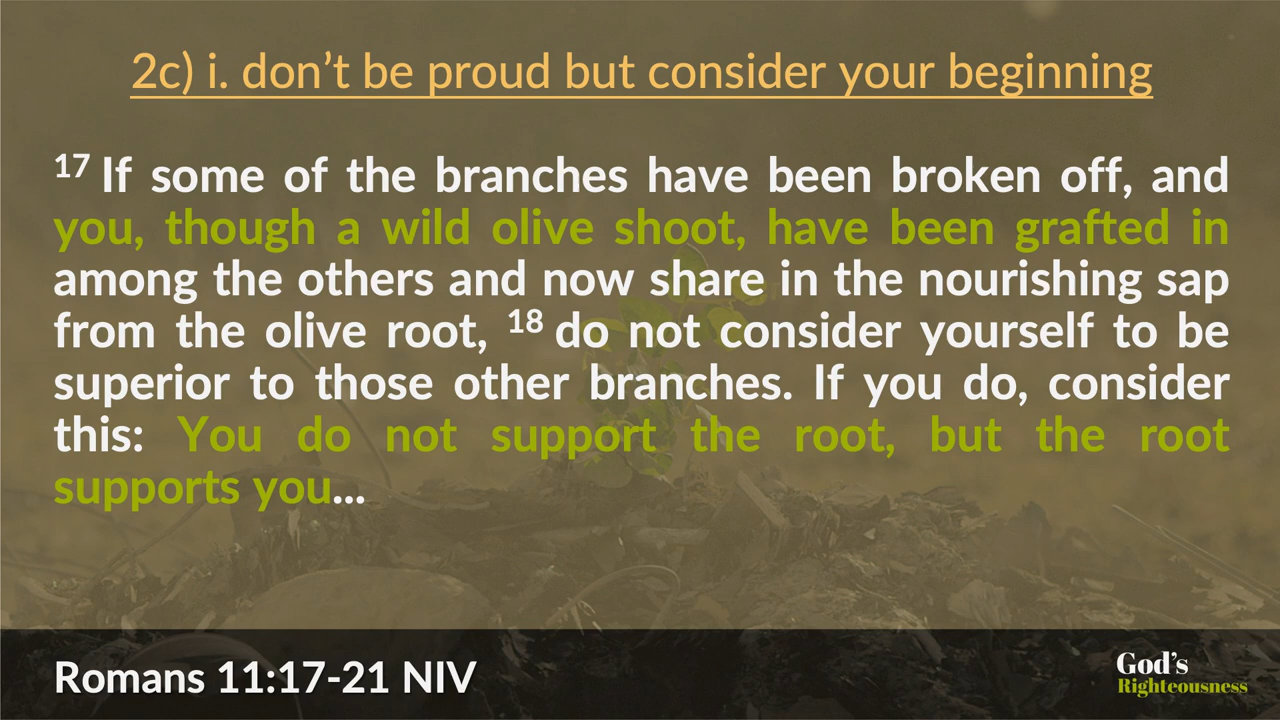 2c) i. don’t be proud but consider your beginning
17 If some of the branches have been broken off, and
you, though a wild olive shoot, have been grafted in
among the others and now share in the nourishing sap
from the olive root, 18 do not consider yourself to be
superior to those other branches. If you do, consider
this: You do not support the root, but the root
supports you...
Romans 11:17-21 NIV
God’s
Righteousness